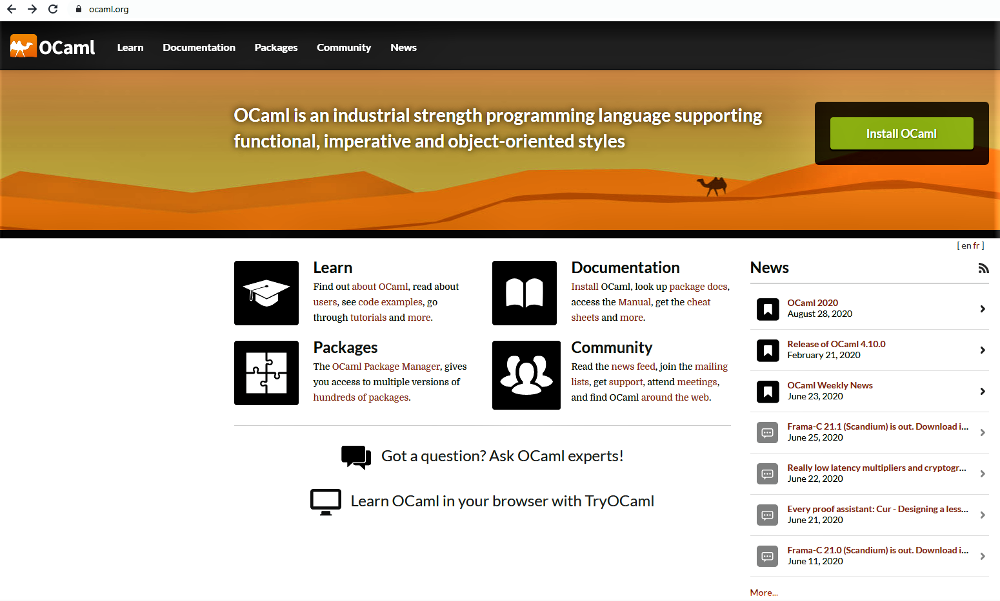 ocaml.org
OCaml
Learn
Documentation
Packages
Community
News
OCaml is an industrial strength programming language supporting
functional, imperative and object-oriented styles
Install OCaml
[ en fr ]
Learn
Find out about OCaml, read about
users, see code examples, go
through tutorials and more.
Documentation
Install OCaml, look up package docs,
access the Manual, get the cheat
sheets and more.
Packages
The OCaml Package Manager, gives
you access to multiple versions of
hundreds of packages.
Community
Read the news feed, join the mailing
lists, get support, attend meetings,
and find OCaml around the web.
Got a question? Ask OCaml experts!
Learn OCaml in your browser with TryOCaml
News
OCaml 2020
August 28, 2020
Release of OCaml 4.10.0
February 21, 2020
OCaml Weekly News
June 23, 2020
Frama-C 21.1 (Scandium) is out. Download i...
June 25, 2020
Really low latency multipliers and cryptogr...
June 22, 2020
Every proof assistant: Cur - Designing a less...
June 21, 2020
Frama-C 21.0 (Scandium) is out. Download i...
June 11, 2020
More...